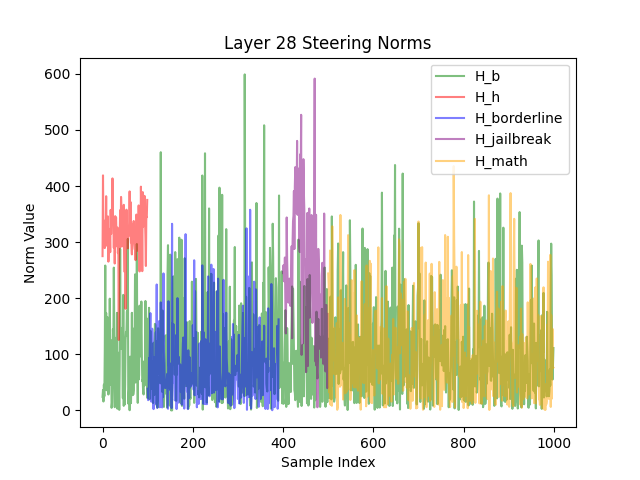 Layer 28 Steering Norms
Norm Value
600
500
400
300
200
100
0
H_b
H_h
H_borderline
H_jailbreak
H_math
0
200
400
600
800
1000
Sample Index